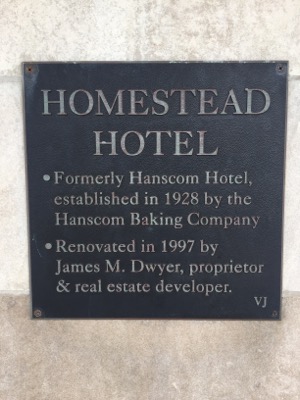 HOMESTEAD
HOTEL
• Formerly Hanscom Hotel,
established in 1928 by the
Hanscom Baking Company
• Renovated in 1997 by
James M. Dwyer, proprietor
& real estate developer.
VJ